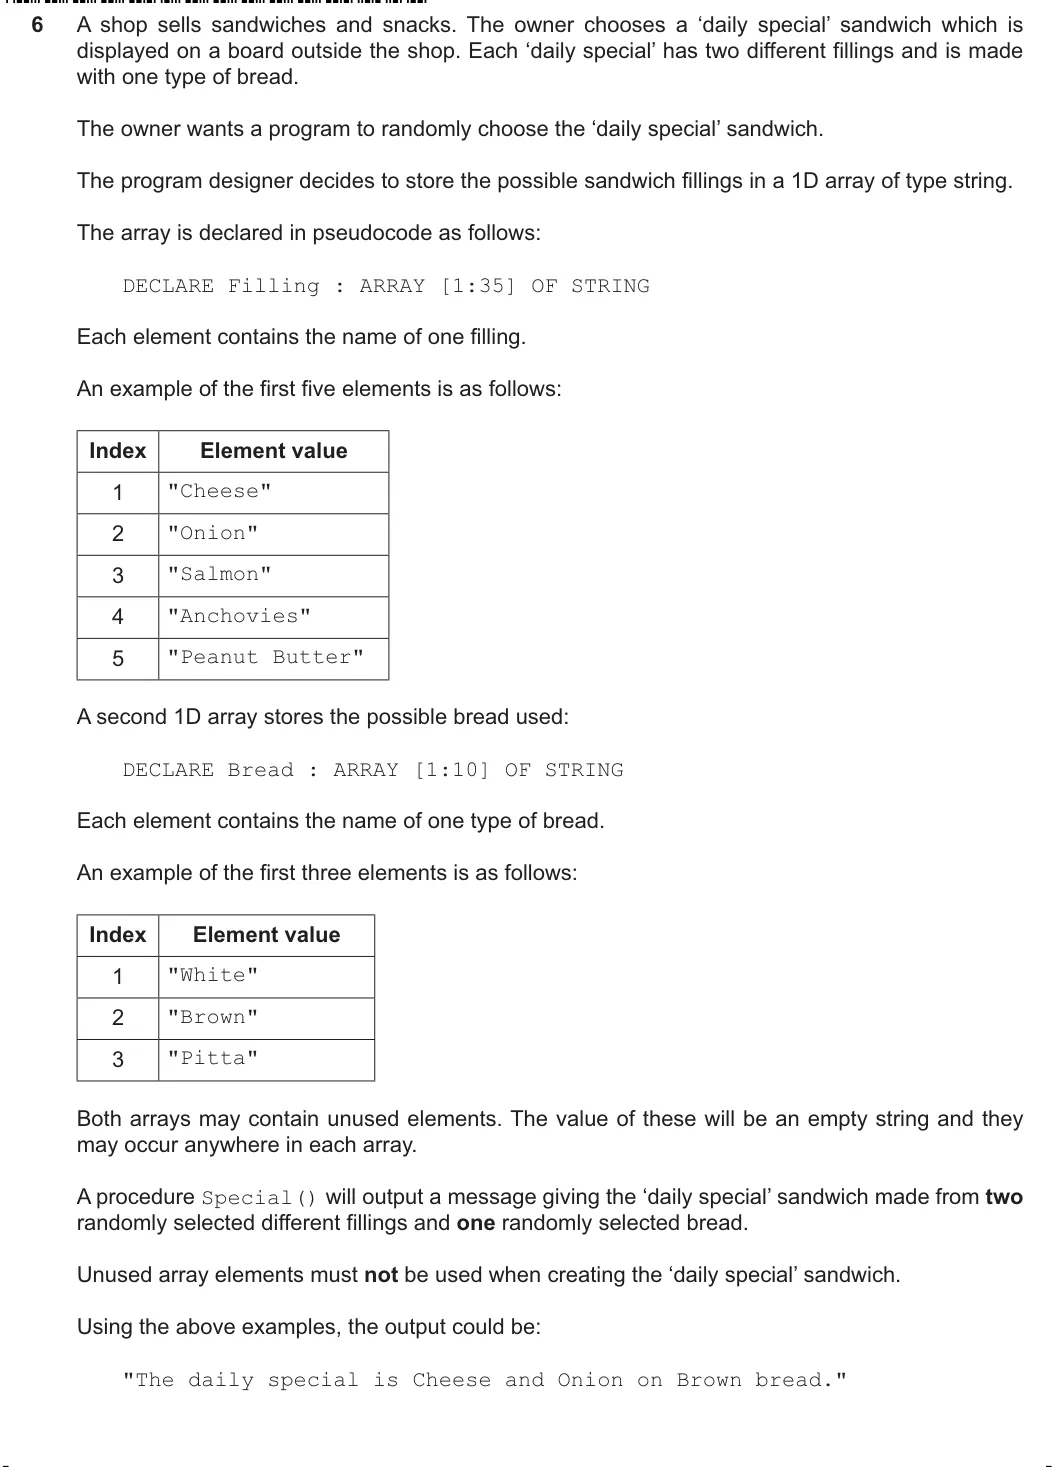 6 A shop sells sandwiches and snacks. The owner chooses a ‘daily special’ sandwich which is
displayed on a board outside the shop. Each ‘daily special’ has two different fillings and is made
with one type of bread.
The owner wants a program to randomly choose the ‘daily special’ sandwich.
The program designer decides to store the possible sandwich fillings in a 1D array of type string.
The array is declared in pseudocode as follows:
DECLARE Filling : ARRAY [1:35] OF STRING
Each element contains the name of one filling.
An example of the first five elements is as follows:
Index Element value
1 "Cheese"
2 "Onion"
3 "Salmon"
4 "Anchovies"
5 "Peanut Butter"
A second 1D array stores the possible bread used:
DECLARE Bread : ARRAY [1:10] OF STRING
Each element contains the name of one type of bread.
An example of the first three elements is as follows:
Index Element value
1 "White"
2 "Brown"
3 "Pitta"
Both arrays may contain unused elements. The value of these will be an empty string and they
may occur anywhere in each array.
A procedure Special() will output a message giving the ‘daily special’ sandwich made from two
randomly selected different fillings and one randomly selected bread.
Unused array elements must not be used when creating the ‘daily special’ sandwich.
Using the above examples, the output could be:
"The daily special is Cheese and Onion on Brown bread."